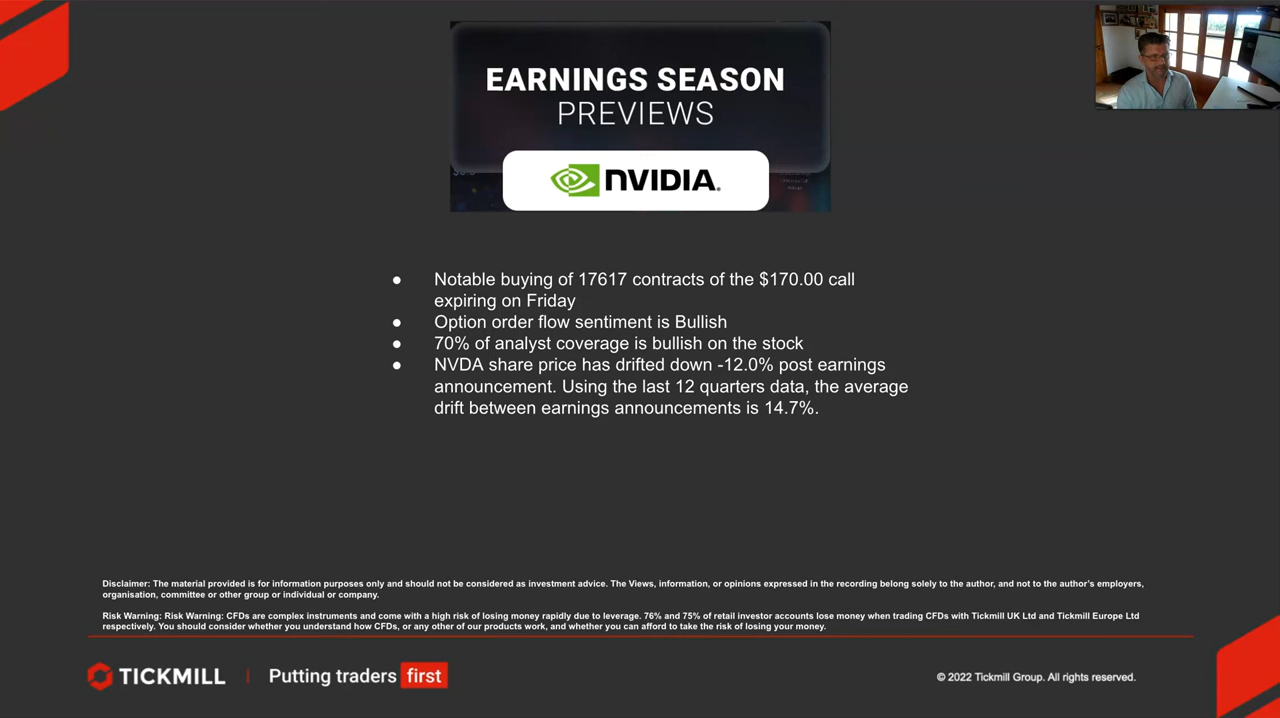 EARNINGS SEASON
PREVIEWS
NVIDIA.
● Notable buying of 17617 contracts of the $170.00 call
expiring on Friday
● Option order flow sentiment is Bullish
● 70% of analyst coverage is bullish on the stock
● NVDA share price has drifted down -12.0% post earnings
announcement. Using the last 12 quarters data, the average
drift between earnings announcements is 14.7%.
Disclaimer: The material provided is for information purposes only and should not be considered as investment advice. The Views, information, or opinions expressed in the recording belong solely to the author, and not to the author's employers,
organisation, committee or other group or individual or company.
Risk Warning: Risk Warning: CFDs are complex instruments and come with a high risk of losing money rapidly due to leverage. 76% and 75% of retail investor accounts lose money when trading CFDs with Tickmill UK Ltd and Tickmill Europe Ltd
respectively. You should consider whether you understand how CFDs, or any other of our products work, and whether you can afford to take the risk of losing your money.
TICKMILL | Putting traders first
© 2022 Tickmill Group. All rights reserved.